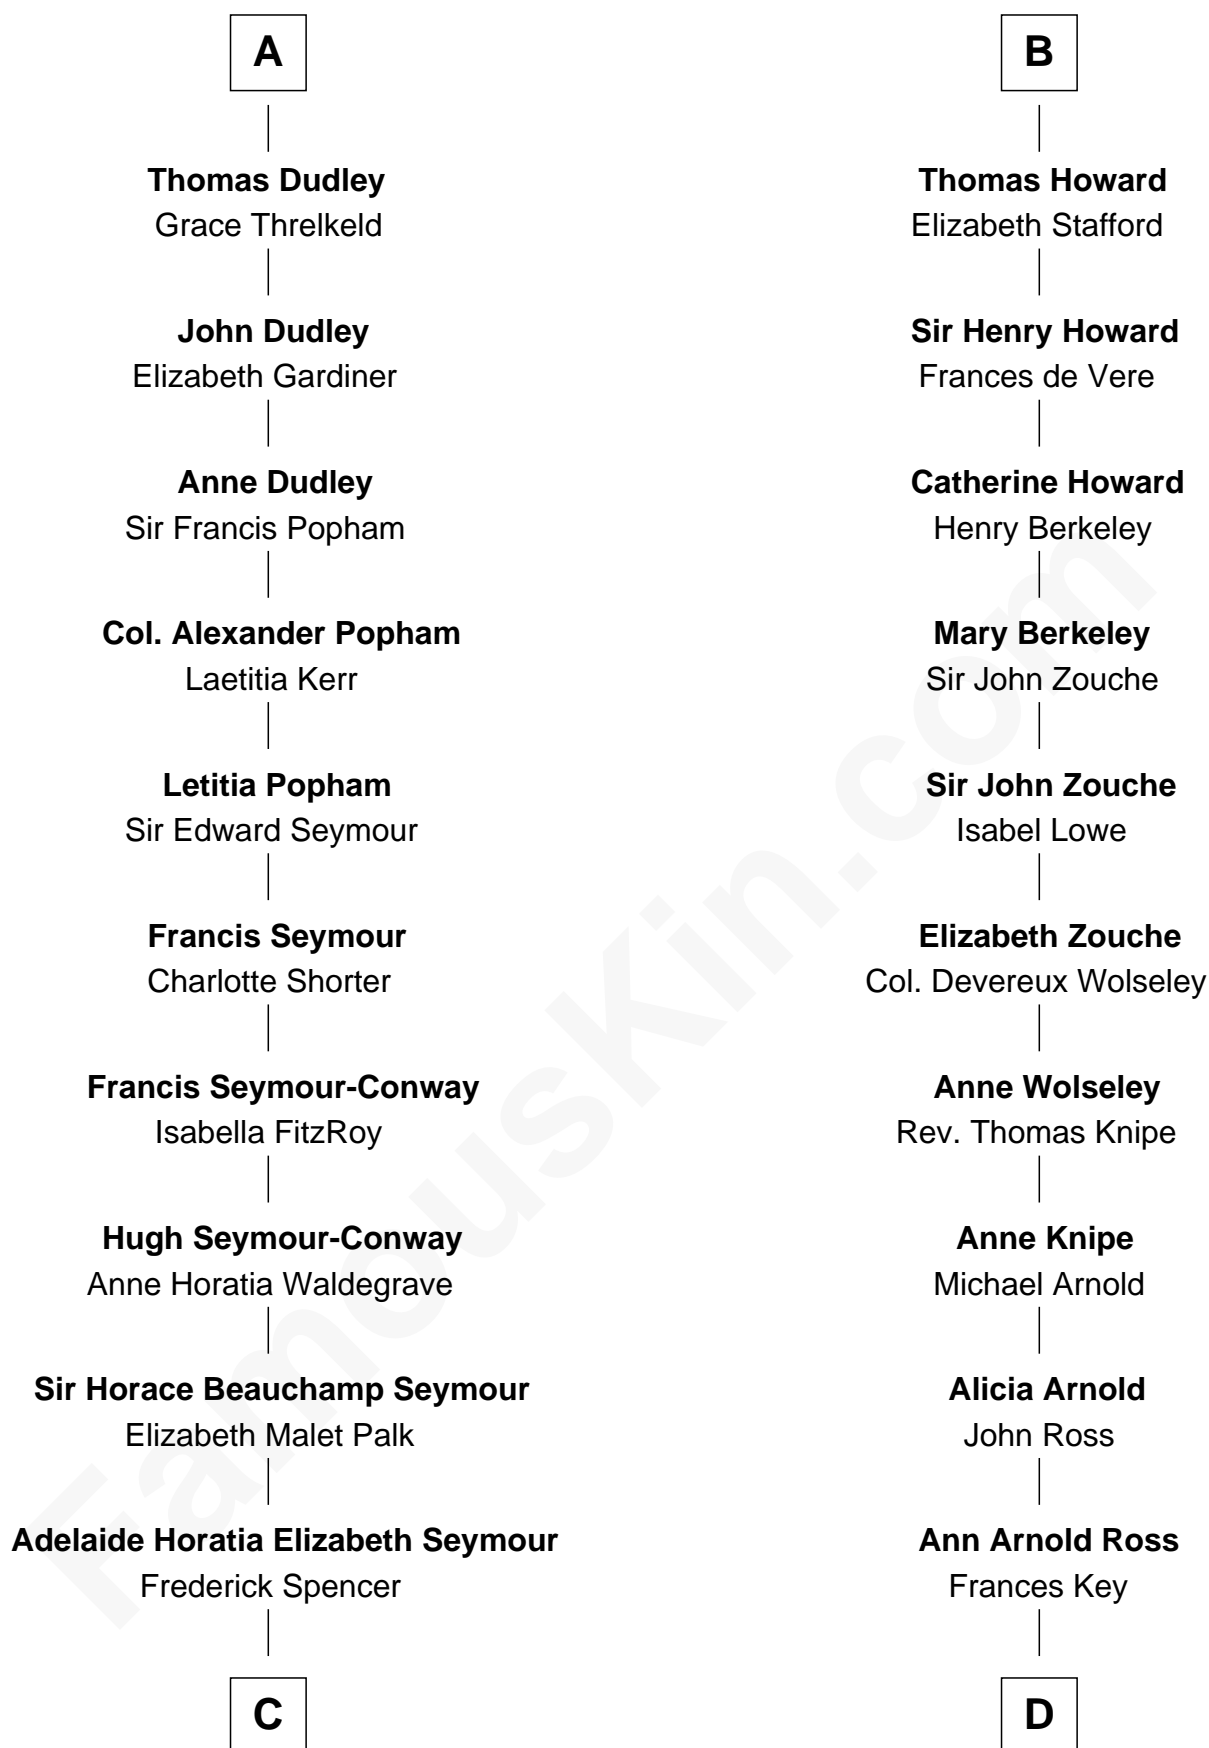 A
Thomas Dudley
Grace Threlkeld
John Dudley
Elizabeth Gardiner
Anne Dudley
Sir Francis Popham
Col. Alexander Popham
Laetitia Kerr
Letitia Popham
Sir Edward Seymour
Francis Seymour
Charlotte Shorter
Francis Seymour-Conway
Isabella FitzRoy
Hugh Seymour-Conway
Anne Horatia Waldegrave
Sir Horace Beauchamp Seymour
Elizabeth Malet Palk
Adelaide Horatia Elizabeth Seymour
Frederick Spencer
C
B
Thomas Howard
Elizabeth Stafford
Sir Henry Howard
Frances de Vere
Catherine Howard
Henry Berkeley
Mary Berkeley
Sir John Zouche
Sir John Zouche
Isabel Lowe
Elizabeth Zouche
Col. Devereux Wolseley
Anne Wolseley
Rev. Thomas Knipe
Anne Knipe
Michael Arnold
Alicia Arnold
John Ross
Ann Arnold Ross
Frances Key
D
FamousKin.com